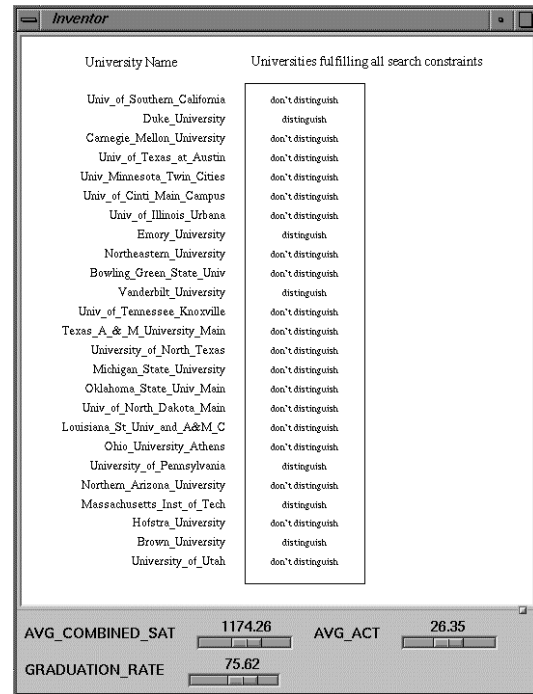 Inventor
University Name Universities fulfilling all search constraints
Univ_of_Southern_California don't distinguish
Duke_University distinguish
Carnegie_Mellon_University don't distinguish
Univ_of_Texas_at_Austin don't distinguish
Univ_Minnesota_Twin_Cities don't distinguish
Univ_of_Cinti_Main_Campus don't distinguish
Univ_of_Illinois_Urbana don't distinguish
Emory_University distinguish
Northeastern_University don't distinguish
Bowling_Green_State_Univ don't distinguish
Vanderbilt_University distinguish
Univ_of_Tennessee_Knoxville don't distinguish
Texas_A_&_M_University_Main don't distinguish
University_of_North_Texas don't distinguish
Michigan_State_University don't distinguish
Oklahoma_State_Univ_Main don't distinguish
Univ_of_North_Dakota_Main don't distinguish
Louisiana_St_Univ_and_A&M_C don't distinguish
Ohio_University_Athens don't distinguish
University_of_Pennsylvania distinguish
Northern_Arizona_University don't distinguish
Massachusetts_Inst_of_Tech distinguish
Hofstra_University don't distinguish
Brown_University distinguish
University_of_Utah don't distinguish
AVG_COMBINED_SAT 1174.26 AVG_ACT 26.35
GRADUATION_RATE 75.62